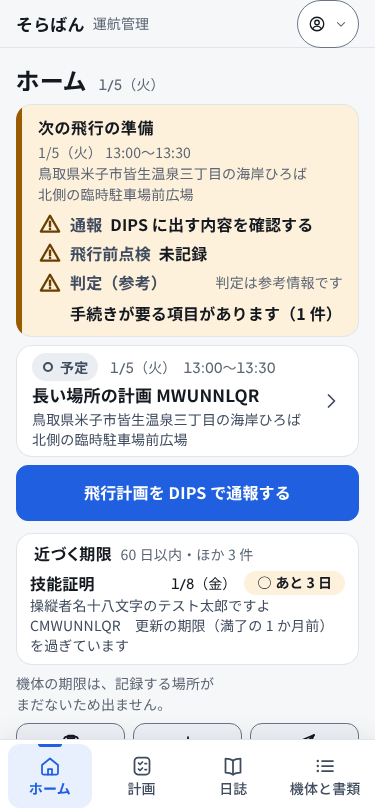 そらばん 運航管理
ホーム 1/5（火）
次の飛行の準備
1/5（火） 13:00〜13:30
鳥取県米子市皆生温泉三丁目の海岸ひろば
北側の臨時駐車場前広場
通報 DIPS に出す内容を確認する
飛行前点検 未記録
判定（参考） 判定は参考情報です
手続きが要る項目があります（1 件）
予定 1/5（火） 13:00〜13:30
長い場所の計画 MWUNNLQR
鳥取県米子市皆生温泉三丁目の海岸ひろば
北側の臨時駐車場前広場
飛行計画を DIPS で通報する
近づく期限 60 日以内・ほか 3 件
技能証明 1/8（金） あと 3 日
操縦者名十八文字のテスト太郎ですよ
CMWUNNLQR 更新の期限（満了の 1 か月前）
を過ぎています
機体の期限は、記録する場所が
まだないため出ません。
ホーム 計画 日誌 機体と書類